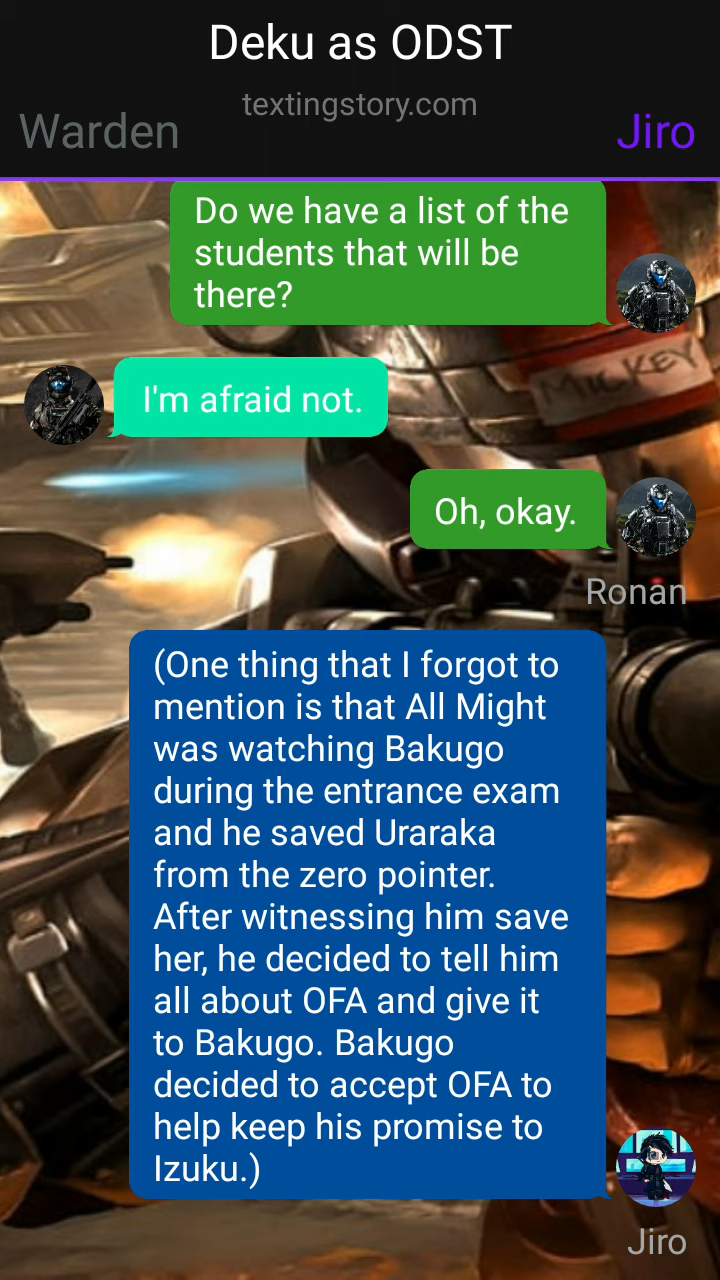 Deku as ODST
textingstory.com
Warden
Jiro
Do we have a list of the
students that will be
there?
MICKEY
I'm afraid not.
Oh, okay.
Ronan
(One thing that I forgot to
mention is that All Might
was watching Bakugo
during the entrance exam
and he saved Uraraka
from the zero pointer.
After witnessing him save
her, he decided to tell him
all about OFA and give it
to Bakugo. Bakugo
decided to accept OFA to
help keep his promise to
Izuku.)
Jiro